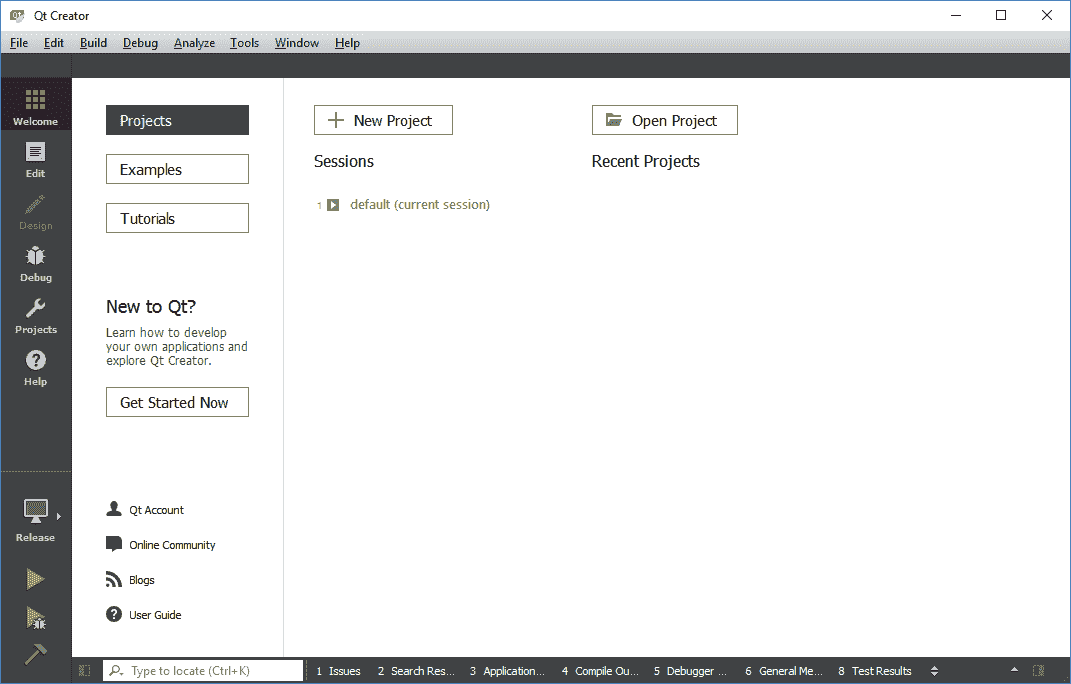 Qt Creator
File Edit Build Debug Analyze Tools Window Help
Welcome
Edit
Design
Debug
Projects
Help
Release
Projects
Examples
Tutorials
New to Qt?
Learn how to develop
your own applications and
explore Qt Creator.
Get Started Now
Qt Account
Online Community
Blogs
User Guide
New Project
Sessions
1 default (current session)
Open Project
Recent Projects
Type to locate (Ctrl+K) 1 Issues 2 Search Res... 3 Application... 4 Compile Ou... 5 Debugger ... 6 General Me... 8 Test Results